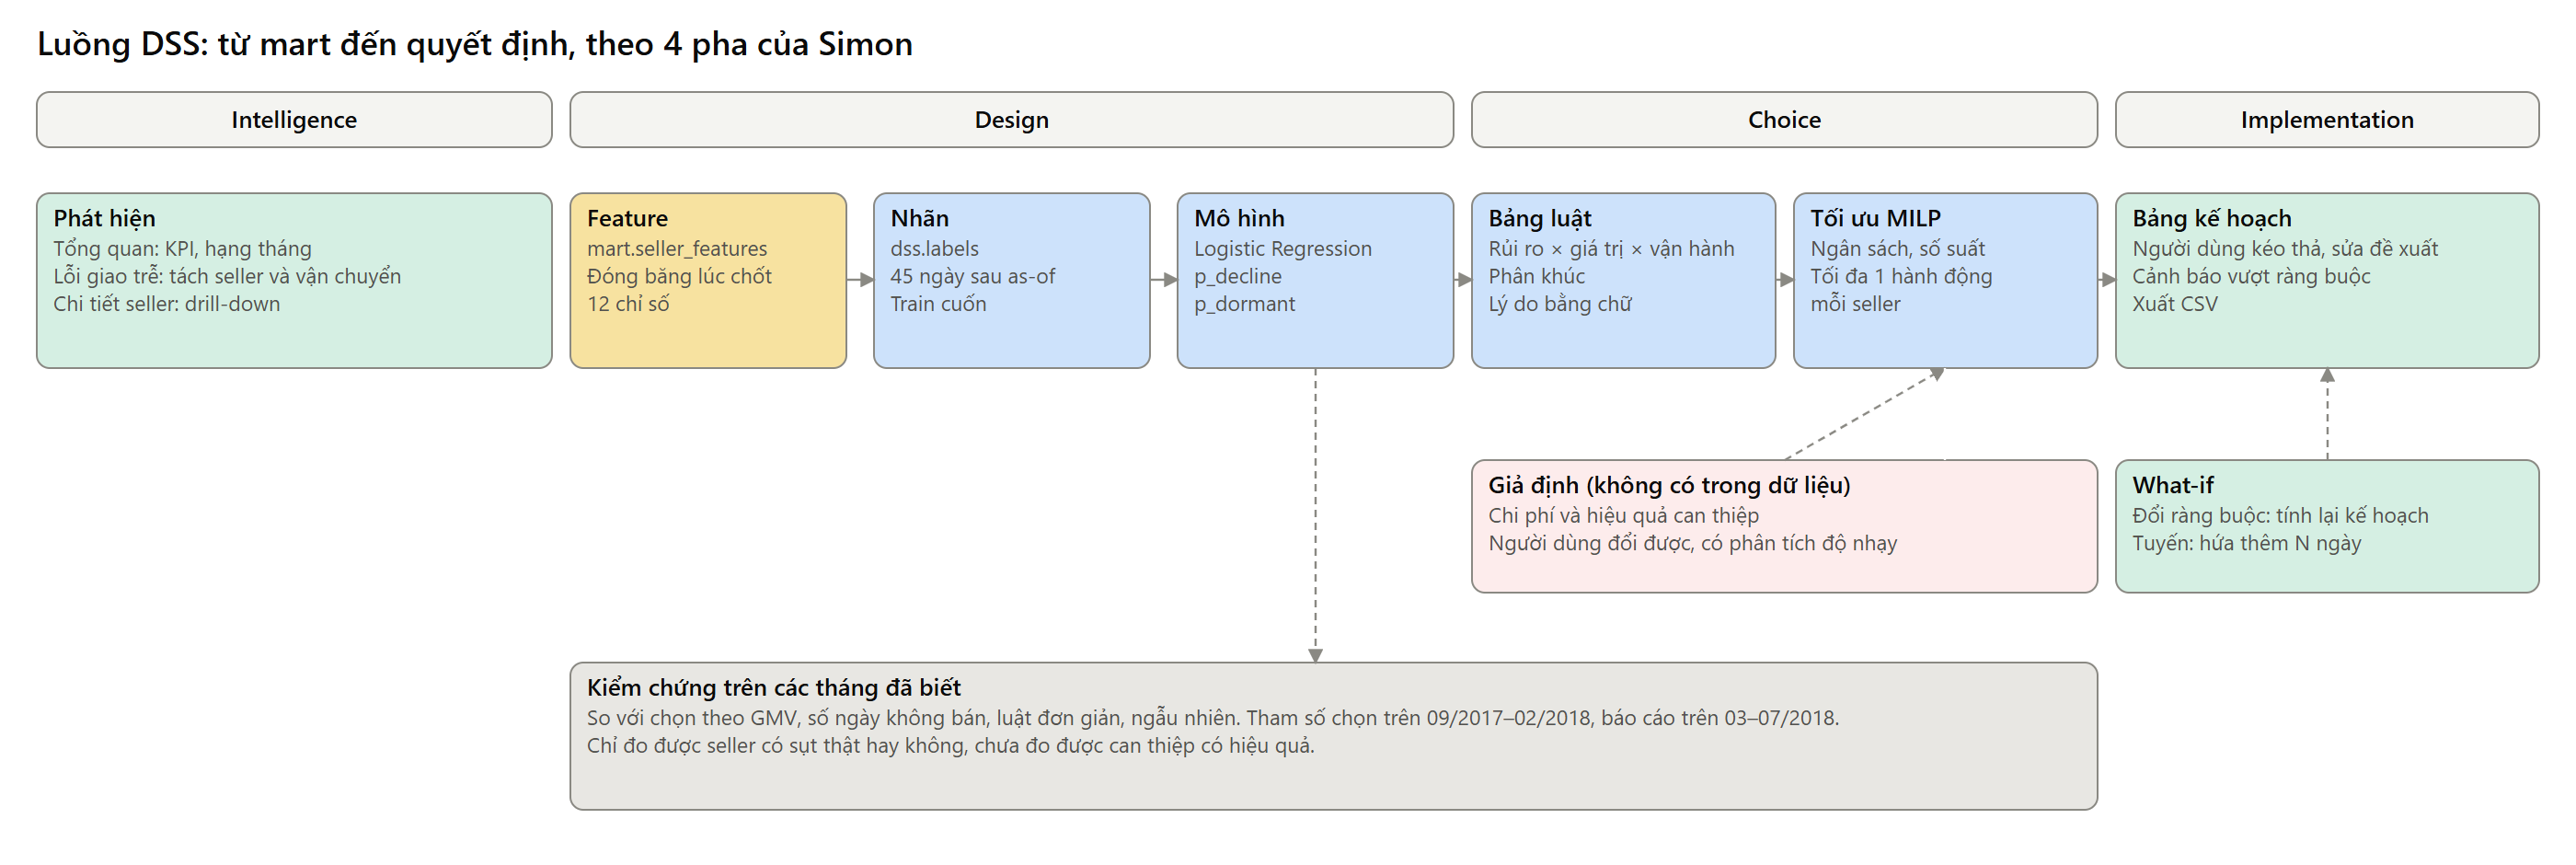 Luồng DSS: từ mart đến quyết định, theo 4 pha của Simon
Intelligence
Design
Choice
Implementation
Phát hiện
Tổng quan: KPI, hạng tháng
Lỗi giao trễ: tách seller và vận chuyển
Chi tiết seller: drill-down
Feature
mart.seller_features
Đóng băng lúc chốt
12 chỉ số
Nhãn
dss.labels
45 ngày sau as-of
Train cuốn
Mô hình
Logistic Regression
p_decline
p_dormant
Bảng luật
Rủi ro × giá trị × vận hành
Phân khúc
Lý do bằng chữ
Tối ưu MILP
Ngân sách, số suất
Tối đa 1 hành động
mỗi seller
Bảng kế hoạch
Người dùng kéo thả, sửa đề xuất
Cảnh báo vượt ràng buộc
Xuất CSV
Giả định (không có trong dữ liệu)
Chi phí và hiệu quả can thiệp
Người dùng đổi được, có phân tích độ nhạy
What-if
Đổi ràng buộc: tính lại kế hoạch
Tuyến: hứa thêm N ngày
Kiểm chứng trên các tháng đã biết
So với chọn theo GMV, số ngày không bán, luật đơn giản, ngẫu nhiên. Tham số chọn trên 09/2017–02/2018, báo cáo trên 03–07/2018.
Chỉ đo được seller có sụt thật hay không, chưa đo được can thiệp có hiệu quả.